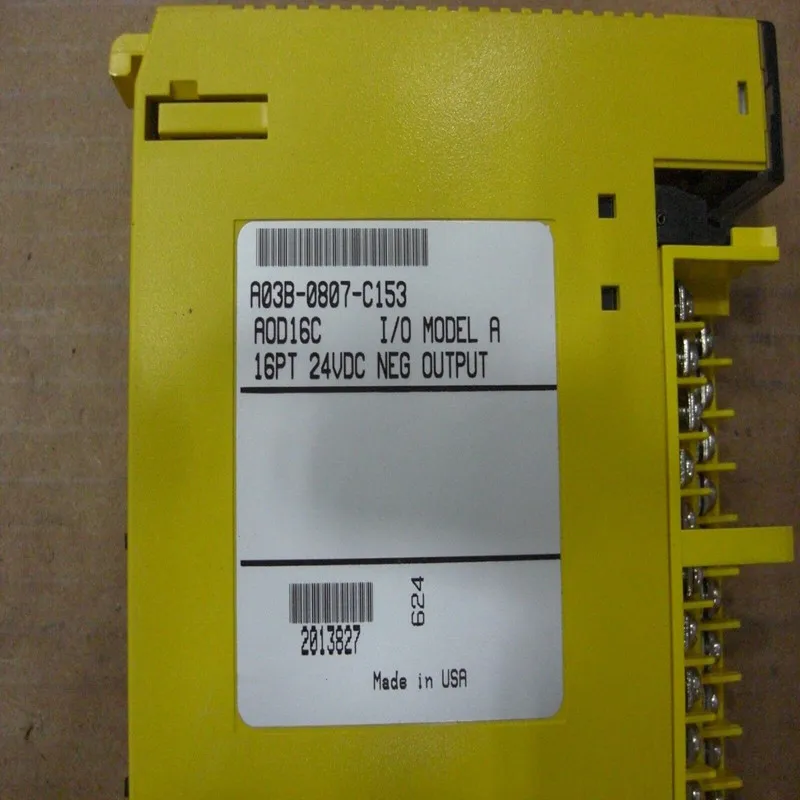 A03B-0807-C153
AOD16C I/O MODEL A
16PT 24VDC NEG OUTPUT
624
2013827
Made in USA